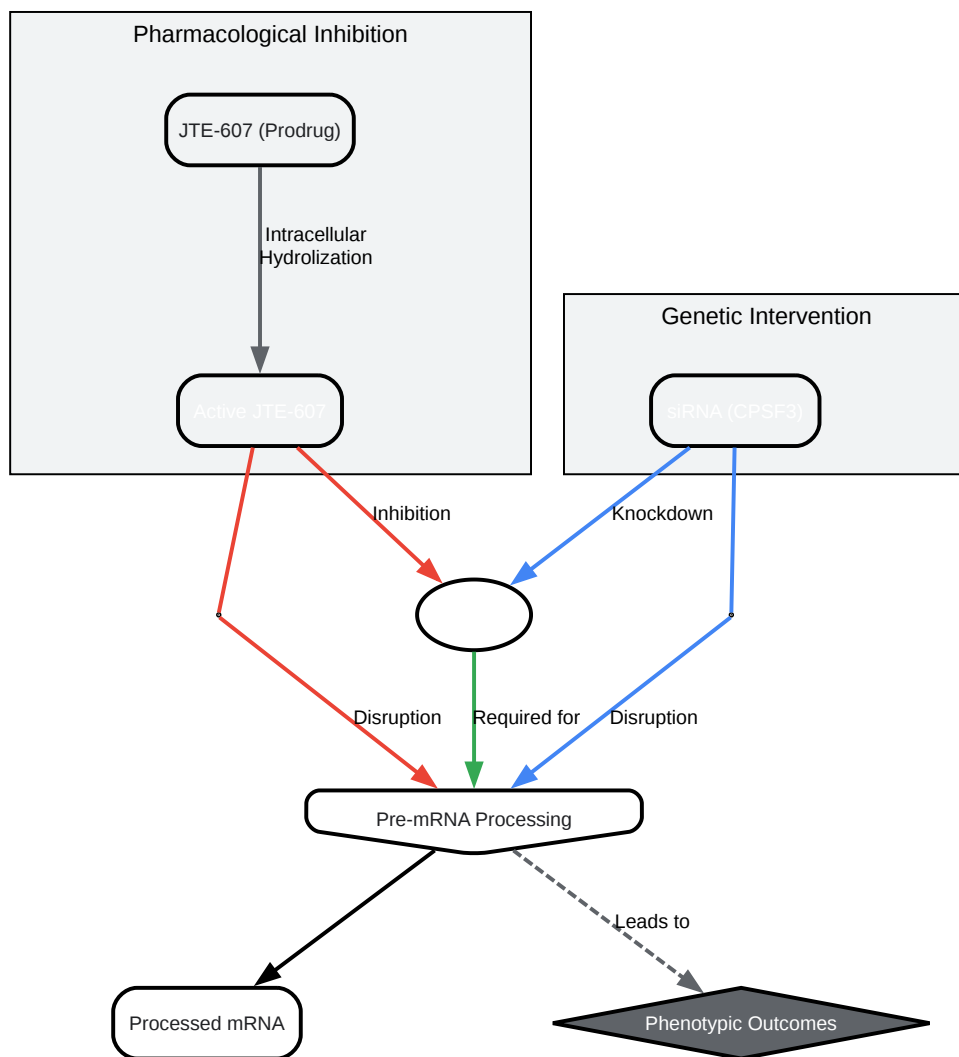 Pharmacological Inhibition
JTE-607 (Prodrug)
Intracellular
Hydrolization
Genetic Intervention
Active JTE-607
siRNA (CPSF3)
Inhibition
Knockdown
Disruption
Required for
Disruption
Pre-mRNA Processing
Leads to
Processed mRNA
Phenotypic Outcomes